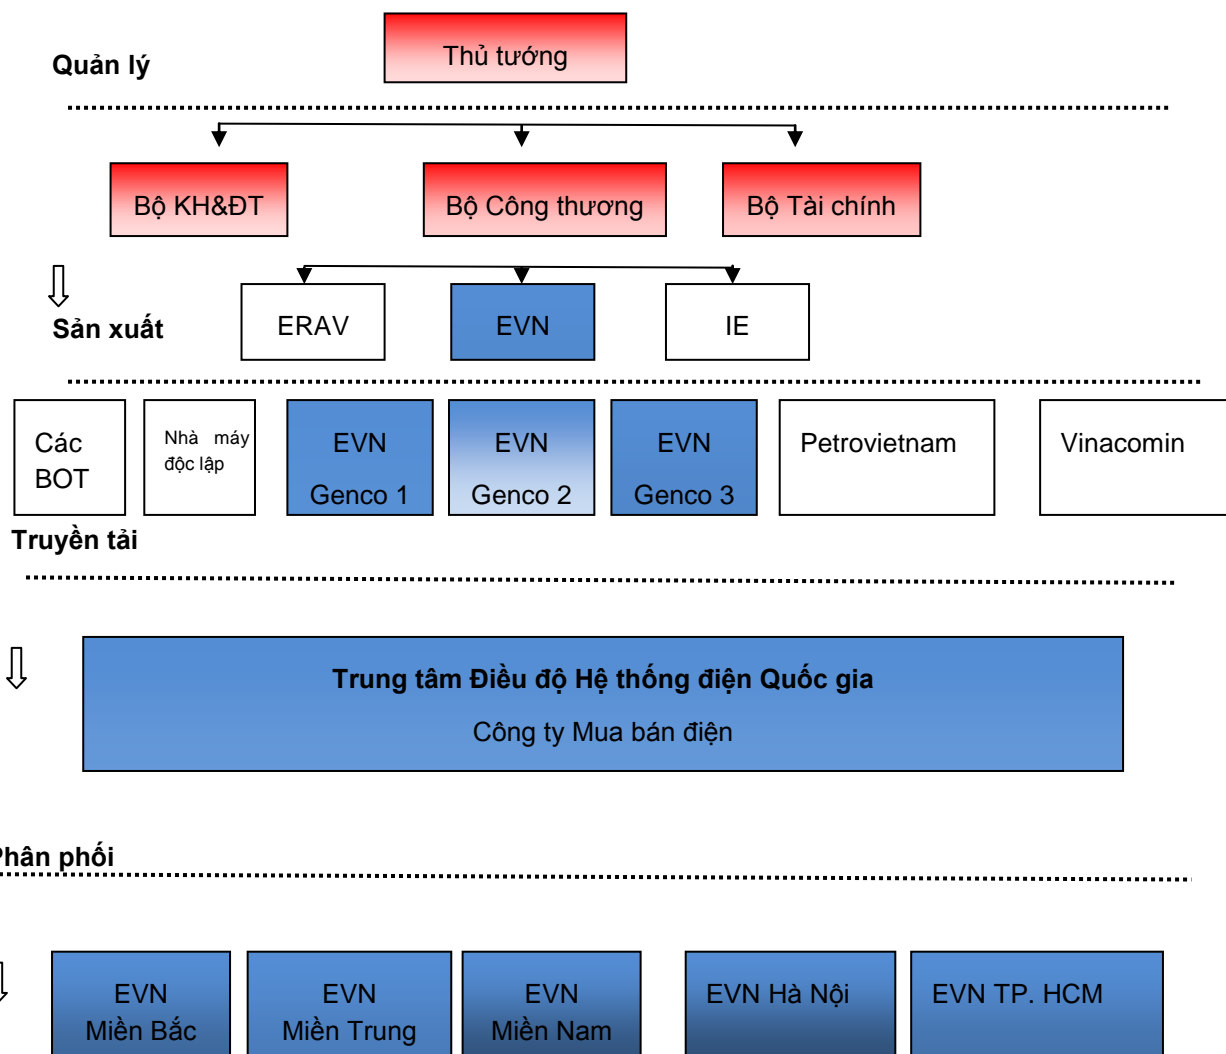 Quản lý
Thủ tướng
Bộ KH&ĐT
Bộ Công thương
Bộ Tài chính
Sản xuất
ERAV
EVN
IE
Các
BOT
Nhà máy
độc lập
EVN
Genco 1
EVN
Genco 2
EVN
Genco 3
Petrovietnam
Vinacomin
Truyền tải
Trung tâm Điều độ Hệ thống điện Quốc gia
Công ty Mua bán điện
Phân phối
EVN
Miền Bắc
EVN
Miền Trung
EVN
Miền Nam
EVN Hà Nội
EVN TP. HCM